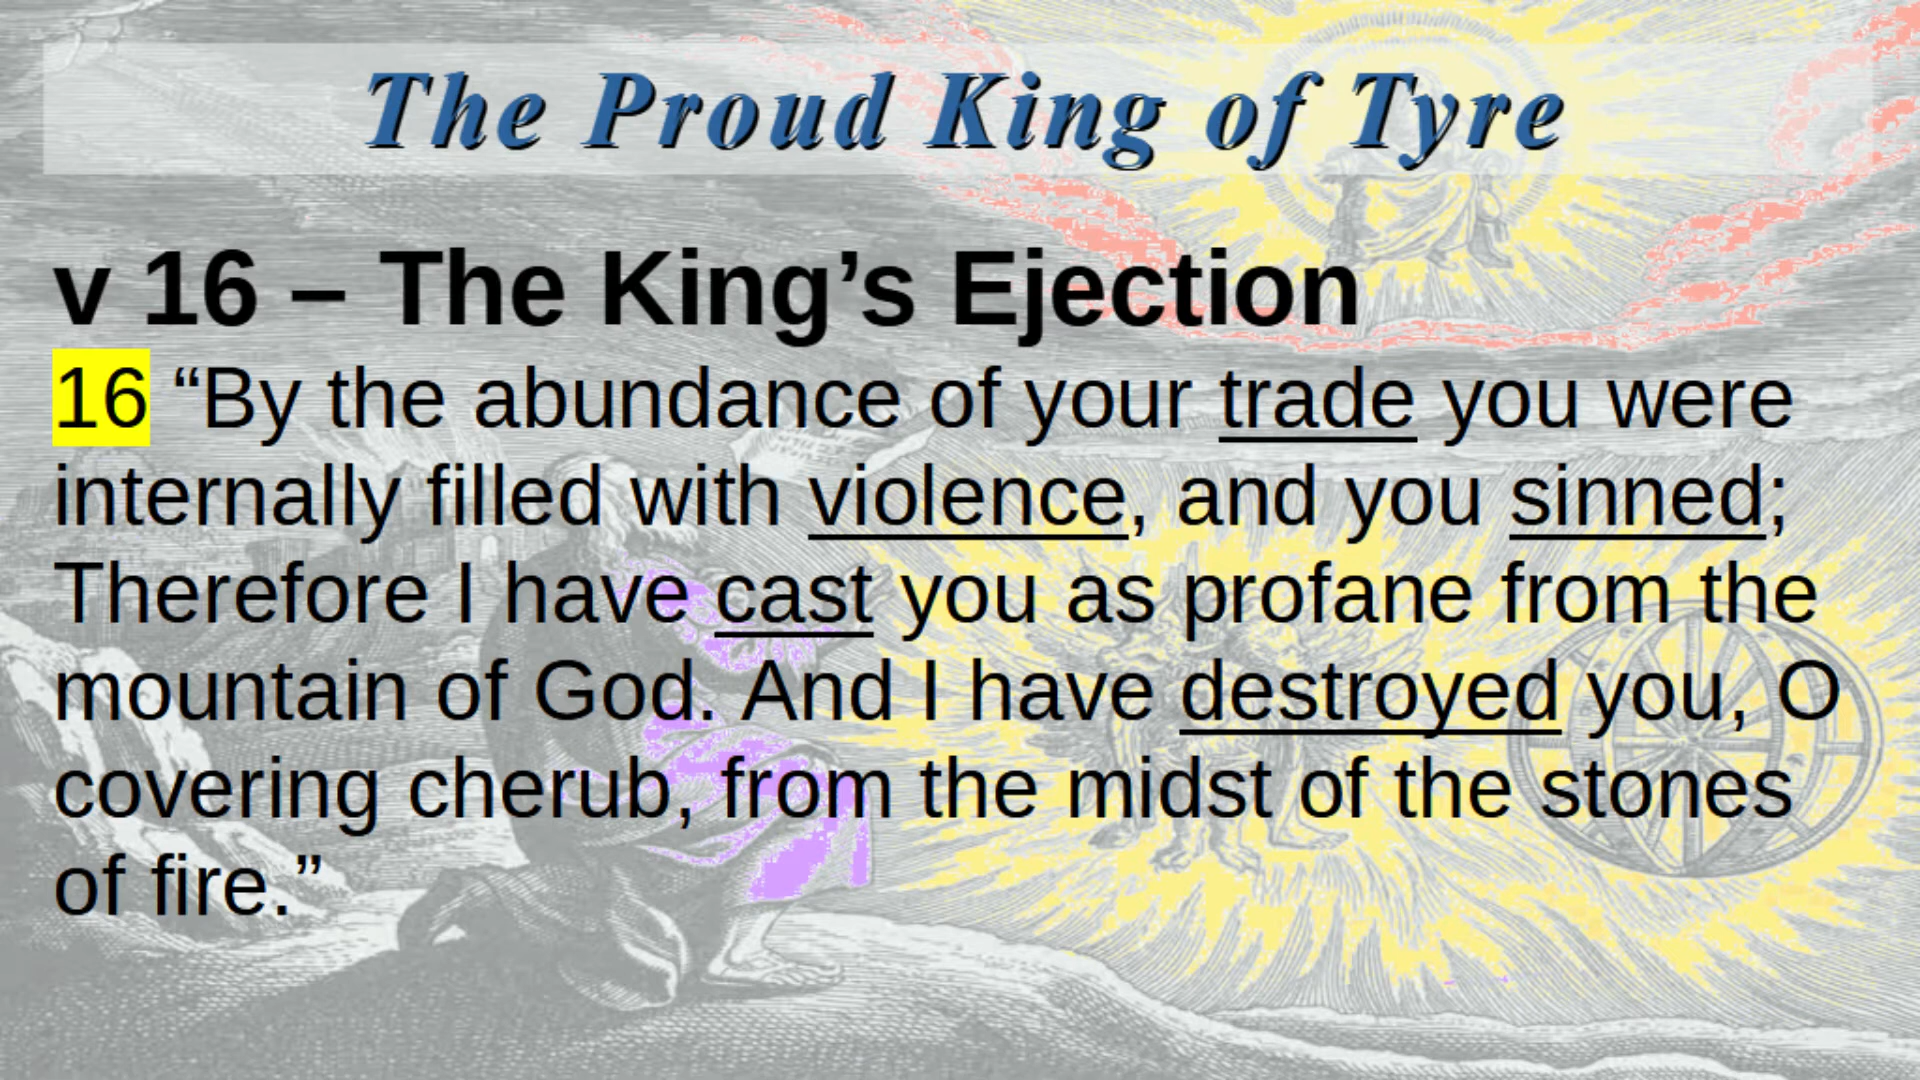 The Proud King of Tyre
v 16 – The King’s Ejection
16 “By the abundance of your trade you were
internally filled with violence, and you sinned;
Therefore I have cast you as profane from the
mountain of God. And I have destroyed you, O
covering cherub, from the midst of the stones
of fire.”